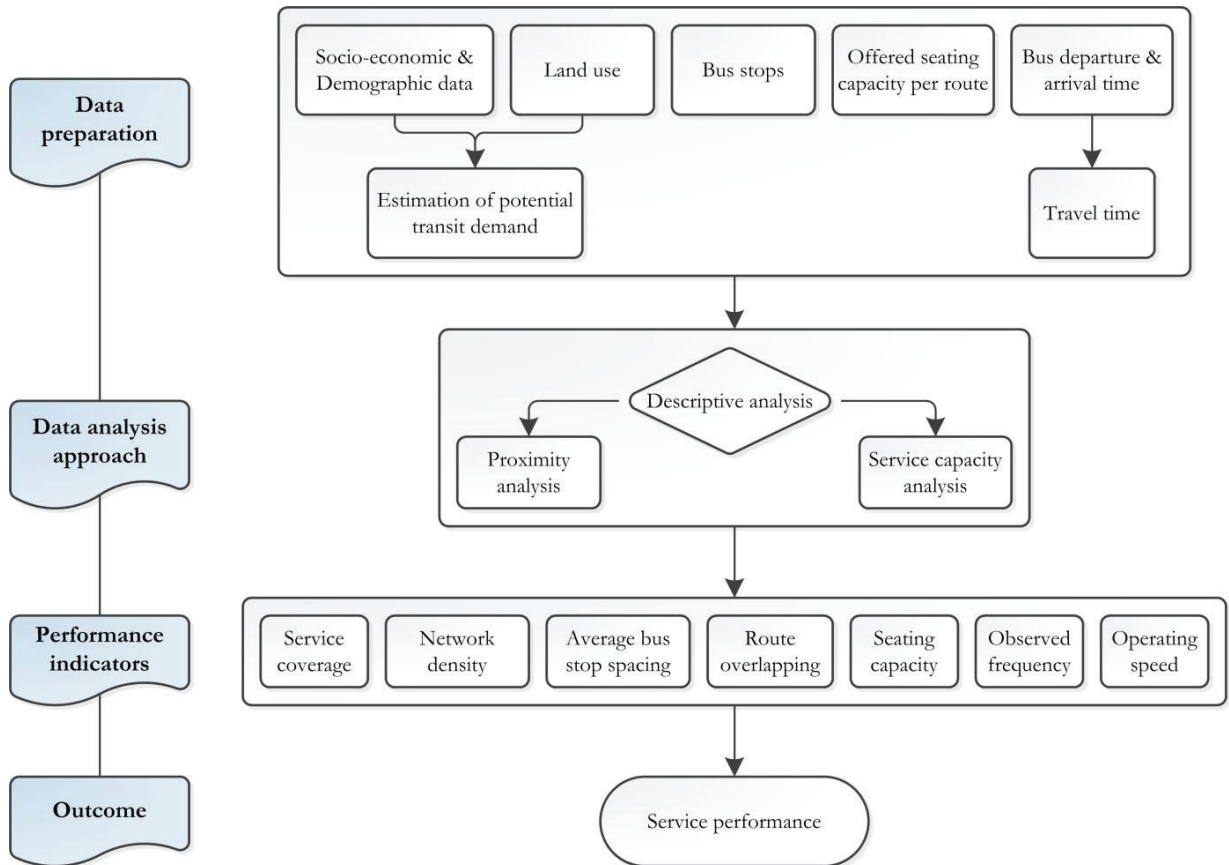 Data
preparation
Socio-economic &
Demographic data
Land use
Bus stops
Offered seating
capacity per route
Bus departure &
arrival time
Estimation of potential
transit demand
Travel time
Data analysis
approach
Descriptive analysis
Proximity
analysis
Service capacity
analysis
Performance
indicators
Service
coverage
Network
density
Average bus
stop spacing
Route
overlapping
Seating
capacity
Observed
frequency
Operating
speed
Outcome
Service performance